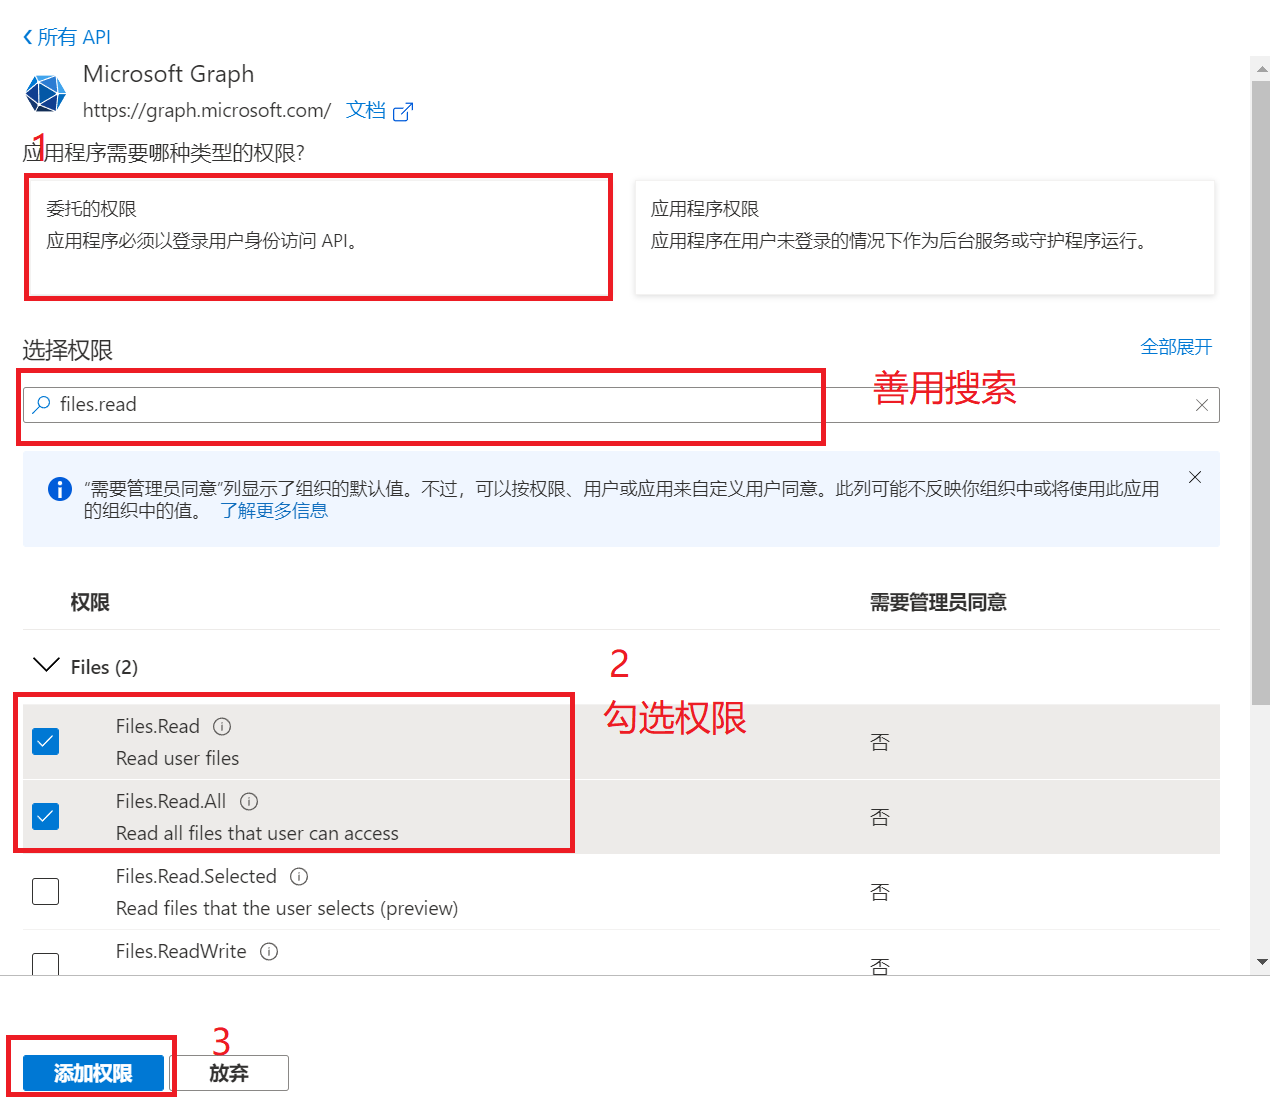 所有 API
Microsoft Graph
https://graph.microsoft.com/ 文档
1
应用程序需要哪种类型的权限?
委托的权限
应用程序必须以登录用户身份访问 API。
应用程序权限
应用程序在用户未登录的情况下作为后台服务或守护程序运行。
选择权限
全部展开
files.read
善用搜索
“需要管理员同意”列显示了组织的默认值。不过，可以按权限、用户或应用来自定义用户同意。此列可能不反映你组织中或将使用此应用
的组织中的值。 了解更多信息
权限 需要管理员同意
Files (2)
2
勾选权限
Files.Read
Read user files
否
Files.Read.All
Read all files that user can access
否
Files.Read.Selected
Read files that the user selects (preview)
否
Files.ReadWrite
否
3
添加权限 放弃